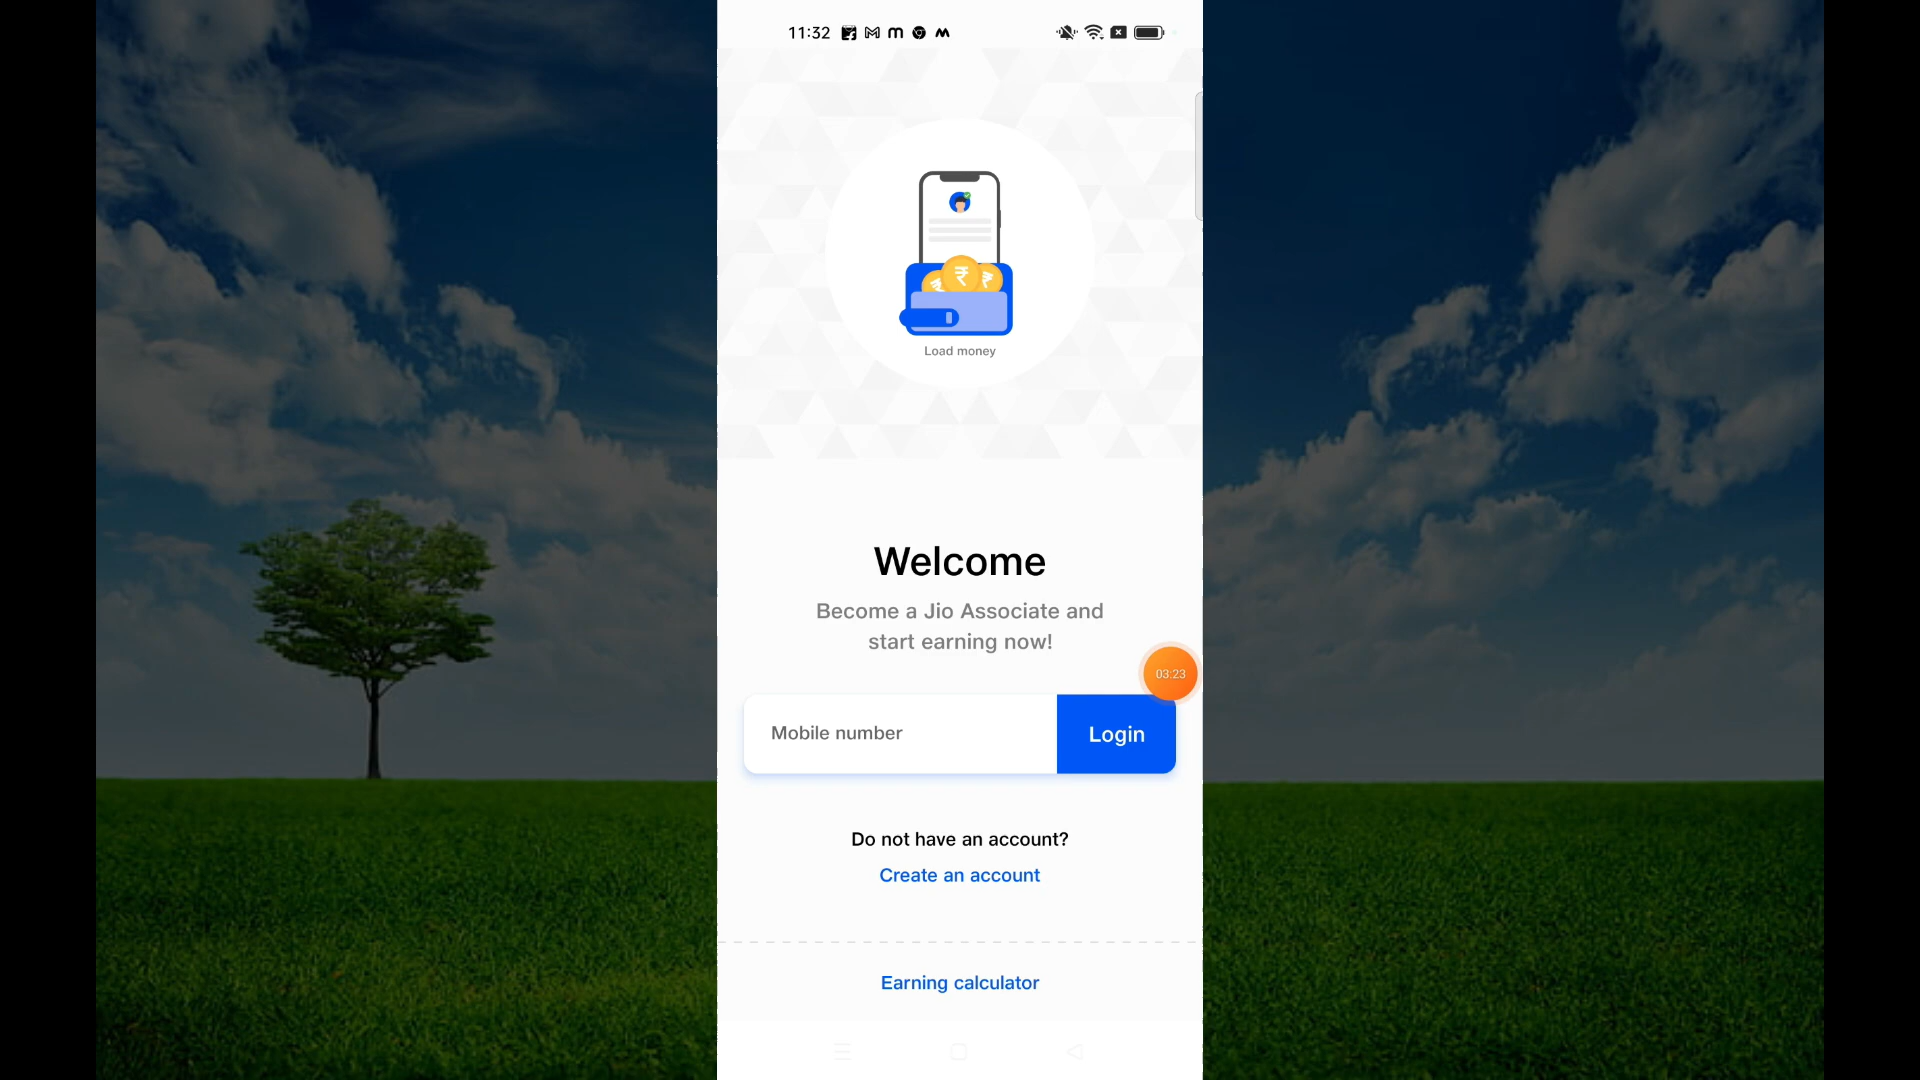 11:32
Load money
Welcome
Become a Jio Associate and
start earning now!
03:23
Mobile number
Login
Do not have an account?
Create an account
Earning calculator